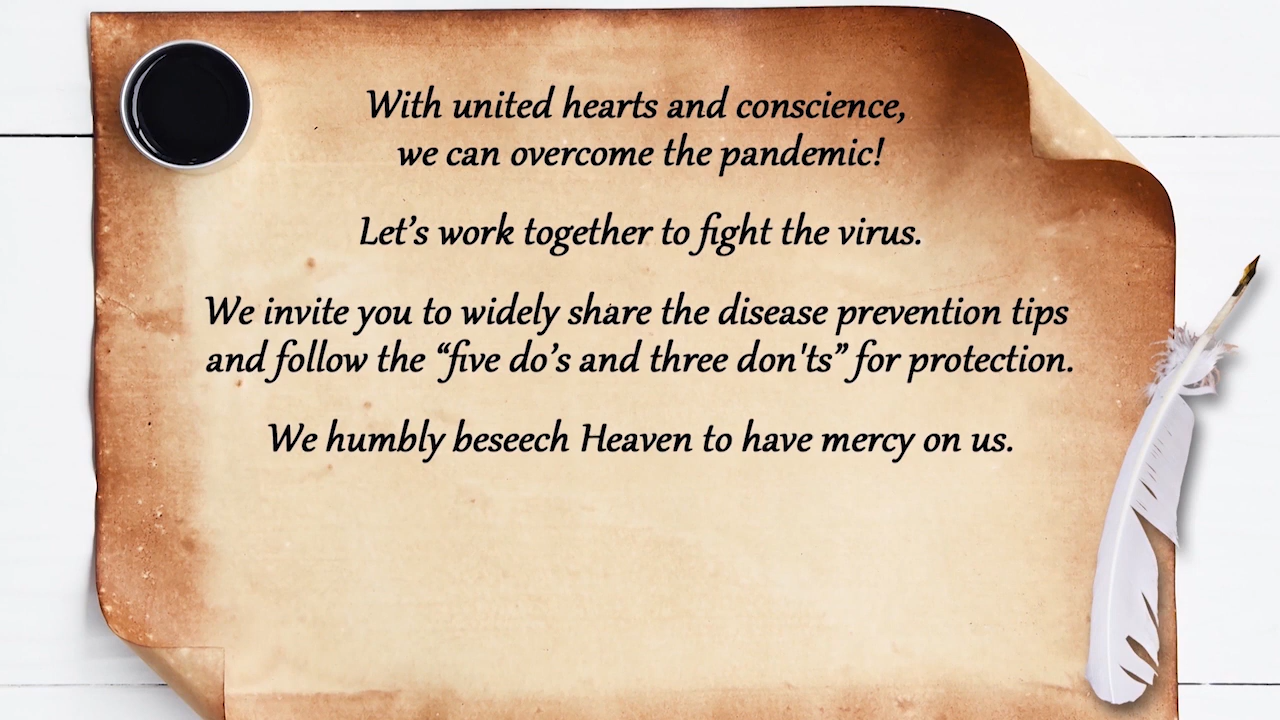 With united hearts and conscience,
we can overcome the pandemic!
Let’s work together to fight the virus.
We invite you to widely share the disease prevention tips
and follow the “five do’s and three don'ts” for protection.
We humbly beseech Heaven to have mercy on us.